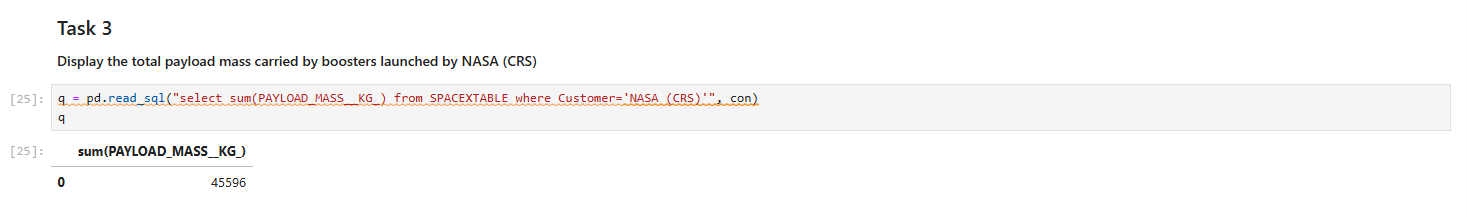 Task 3
Display the total payload mass carried by boosters launched by NASA (CRS)
[25]: q = pd.read_sql("select sum(PAYLOAD_MASS__KG_) from SPACEXTABLE where Customer='NASA (CRS)'", con)
q
[25]: sum(PAYLOAD_MASS__KG_)
0 45596